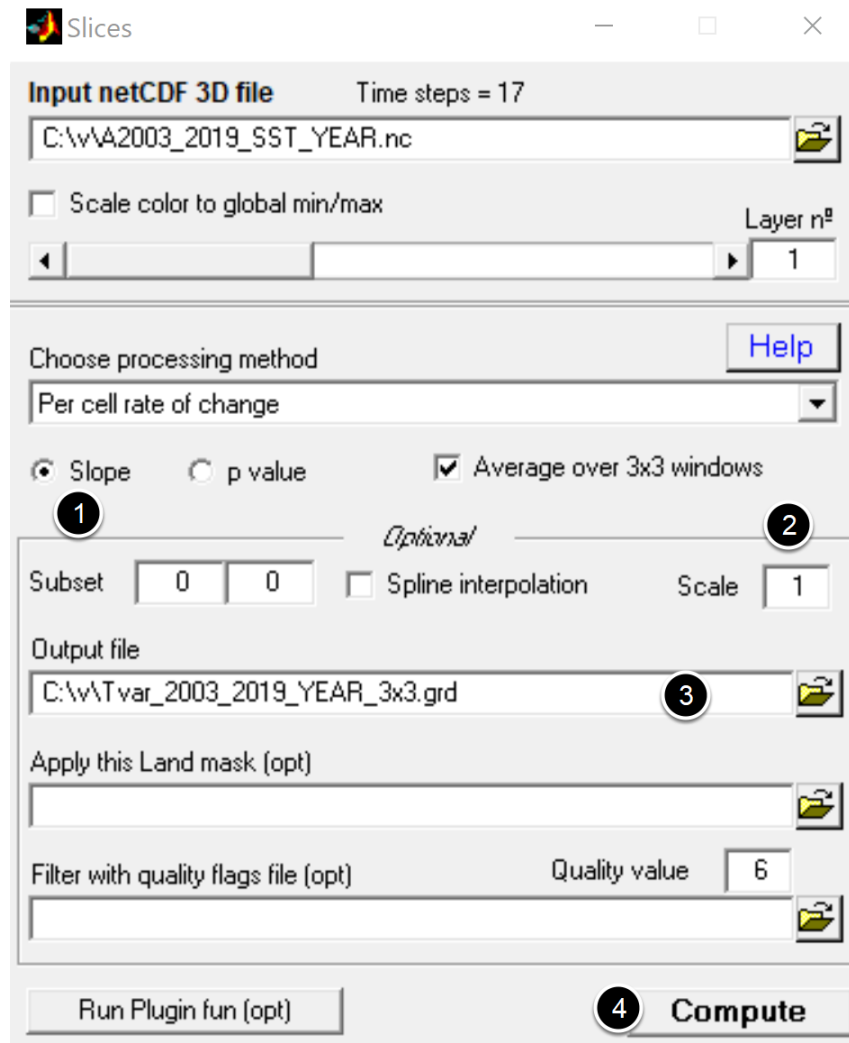 Slices
Input netCDF 3D file Time steps = 17
C:\v\A2003_2019_SST_YEAR.nc
Scale color to global min/max
Layer nº
1
Help
Choose processing method
Per cell rate of change
Slope p value Average over 3x3 windows
1
Optional 2
Subset 0 0 Spline interpolation Scale 1
Output file
C:\v\Tvar_2003_2019_YEAR_3x3.grd 3
Apply this Land mask (opt)
Filter with quality flags file (opt) Quality value 6
Run Plugin fun (opt) 4 Compute